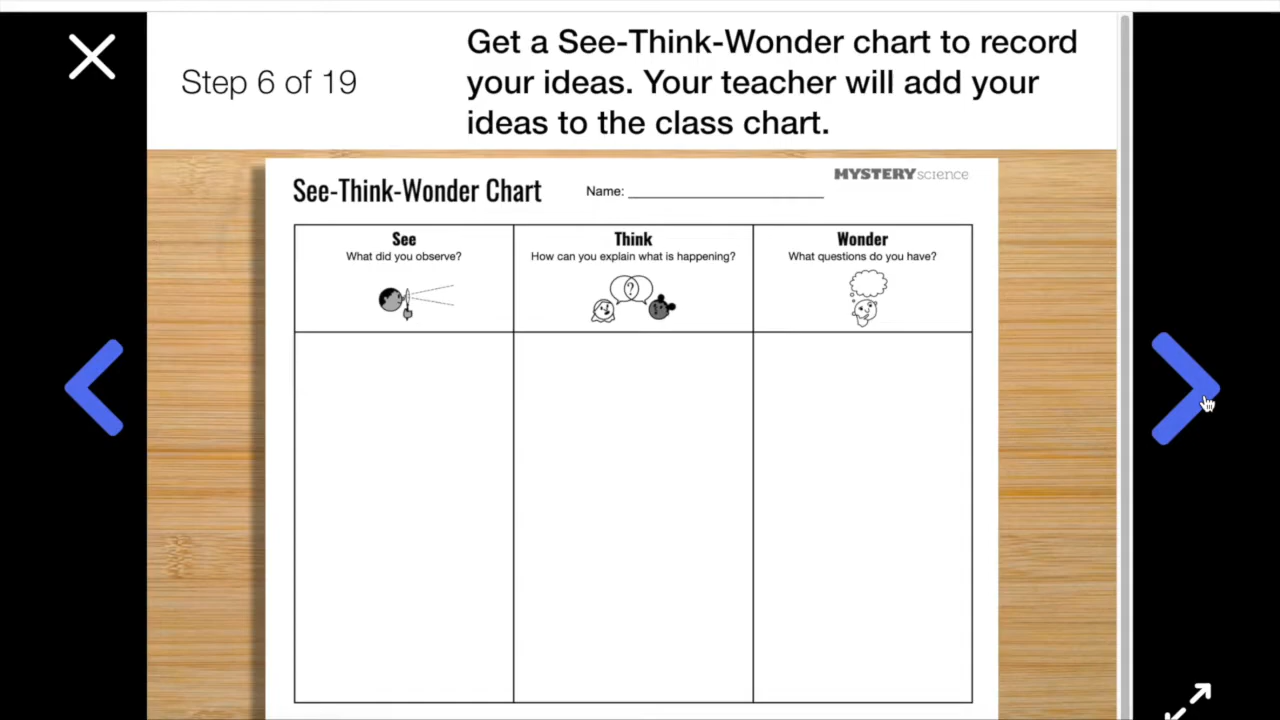 Step 6 of 19
Get a See-Think-Wonder chart to record
your ideas. Your teacher will add your
ideas to the class chart.
MYSTERYscience
See-Think-Wonder Chart
Name:
See
What did you observe?
Think
How can you explain what is happening?
?
Wonder
What questions do you have?